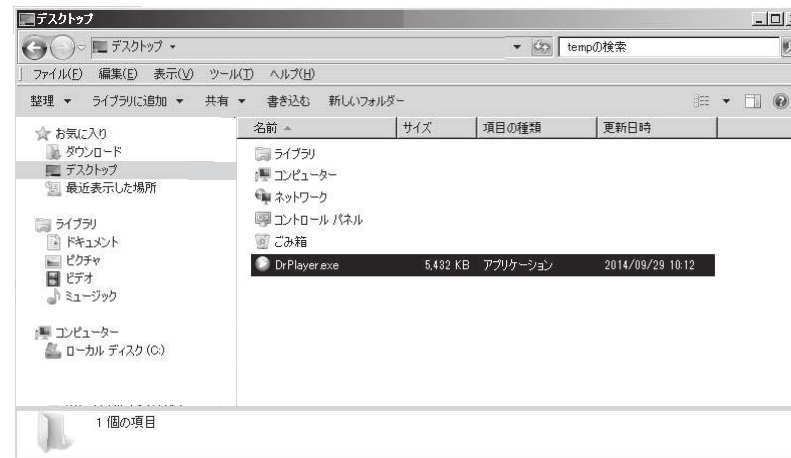 デスクトップ
デスクトップ
tempの検索
ファイル(F) 編集(E) 表示(V) ツール(T) ヘルプ(H)
整理 ライブラリに追加 共有 書き込む 新しいフォルダー
お気に入り
ダウンロード
デスクトップ
最近表示した場所
ライブラリ
ドキュメント
ピクチャ
ビデオ
ミュージック
コンピューター
ローカル ディスク (C:)
名前 サイズ 項目の種類 更新日時
ライブラリ
コンピューター
ネットワーク
コントロール パネル
ごみ箱
DrPlayer.exe 5,432 KB アプリケーション 2014/09/29 10:12
1 個の項目